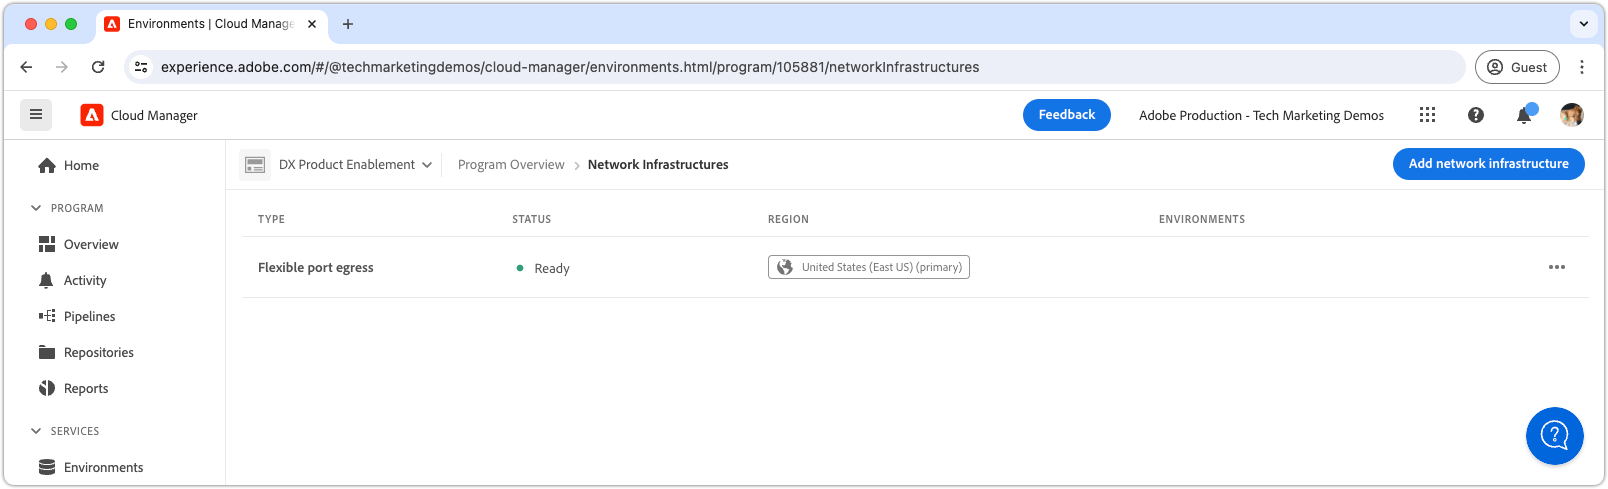 Environments | Cloud Manage
experience.adobe.com/#/@techmarketingdemos/cloud-manager/environments.html/program/105881/networkInfrastructures
Guest
Cloud Manager
Feedback
Adobe Production - Tech Marketing Demos
Home
PROGRAM
Overview
Activity
Pipelines
Repositories
Reports
SERVICES
Environments
DX Product Enablement
Program Overview > Network Infrastructures
Add network infrastructure
TYPE STATUS REGION ENVIRONMENTS
Flexible port egress Ready United States (East US) (primary)